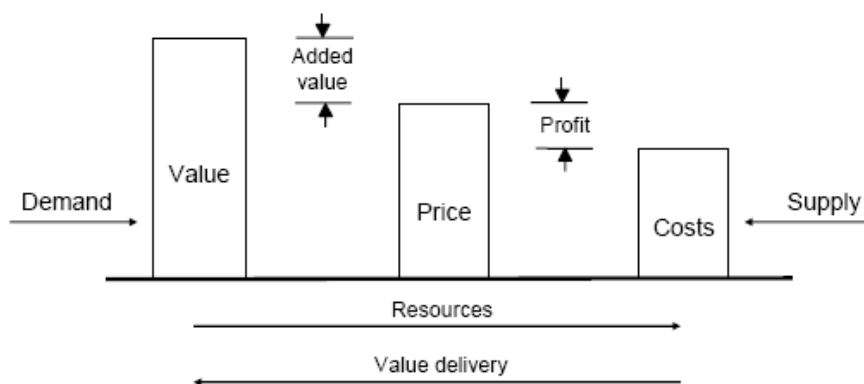 Added
value
Profit
Value
Demand
Price
Supply
Costs
Resources
Value delivery